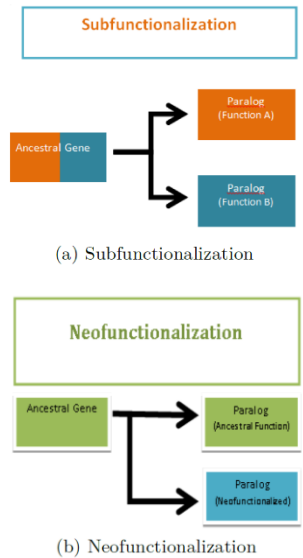 Subfunctionalization
Paralog
(Function A)
Ancestral Gene
Paralog
(Function B)
(a) Subfunctionalization
Neofunctionalization
Ancestral Gene
Paralog
(Ancestral Function)
Paralog
(Neofunctionalized)
(b) Neofunctionalization